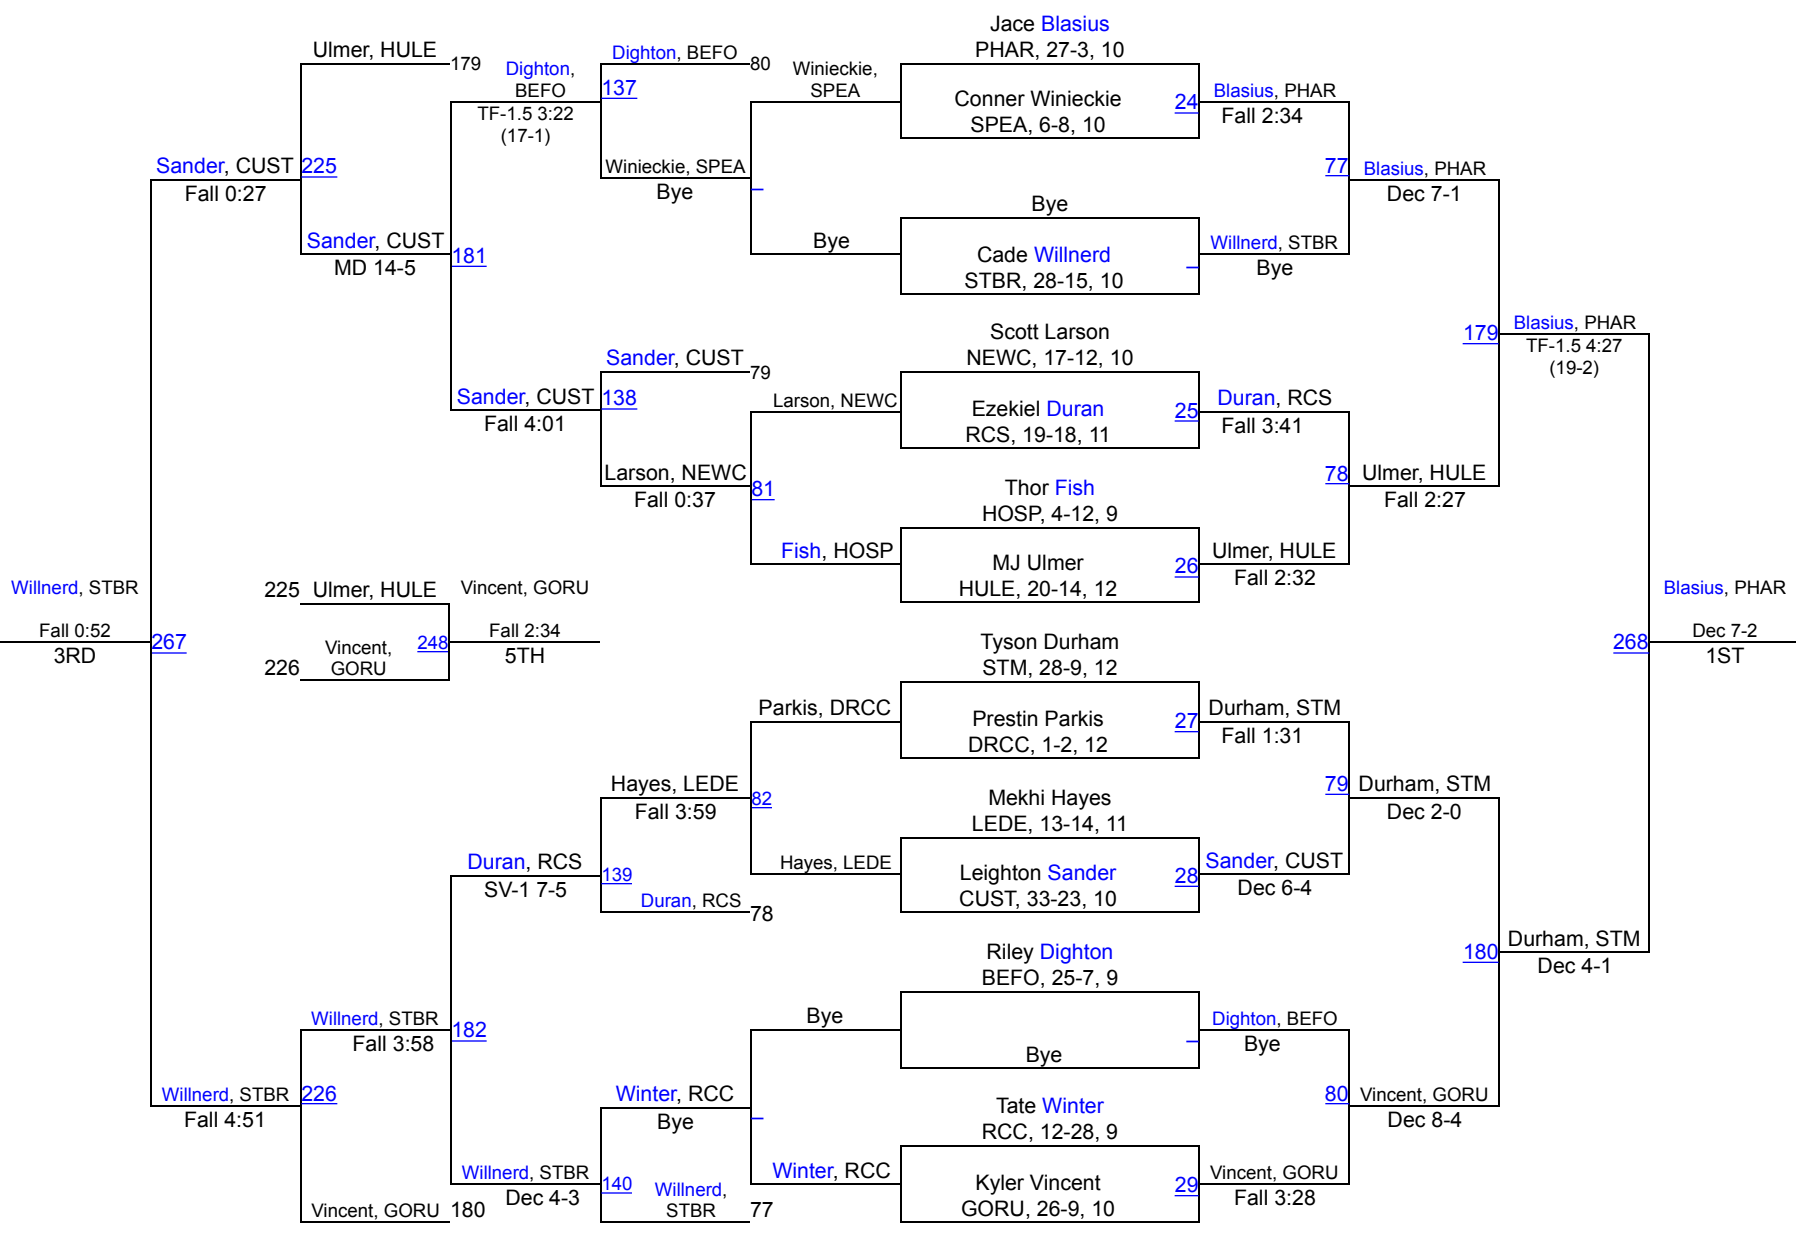 Jace Blasius
Ulmer, HULE
179
Dighton, BEFO
80
PHAR, 27-3, 10
Dighton,
BEFO
137
Winieckie,
SPEA
Conner Winieckie
SPEA, 6-8, 10
24
Blasius, PHAR
Fall 2:34
TF-1.5 3:22
(17-1)
Sander, CUST
225
Fall 0:27
Winieckie, SPEA
Bye
77
Blasius, PHAR
Dec 7-1
Bye
Sander, CUST
MD 14-5
181
Bye
Cade Willnerd
STBR, 28-15, 10
Willnerd, STBR
Bye
Scott Larson
NEWC, 17-12, 10
179
Blasius, PHAR
TF-1.5 4:27
(19-2)
Sander, CUST
79
Sander, CUST
138
Fall 4:01
Larson, NEWC
Ezekiel Duran
RCS, 19-18, 11
25
Duran, RCS
Fall 3:41
Larson, NEWC
Fall 0:37
81
Thor Fish
HOSP, 4-12, 9
78
Ulmer, HULE
Fall 2:27
Fish, HOSP
MJ Ulmer
HULE, 20-14, 12
26
Ulmer, HULE
Fall 2:32
Willnerd, STBR
225
Ulmer, HULE
Vincent, GORU
Blasius, PHAR
Fall 0:52
3RD
267
226
Vincent,
GORU
248
Fall 2:34
5TH
Tyson Durham
STM, 28-9, 12
268
Dec 7-2
1ST
Parkis, DRCC
Prestin Parkis
DRCC, 1-2, 12
27
Durham, STM
Fall 1:31
Hayes, LEDE
Fall 3:59
82
Mekhi Hayes
LEDE, 13-14, 11
79
Durham, STM
Dec 2-0
Duran, RCS
SV-1 7-5
139
Hayes, LEDE
Leighton Sander
CUST, 33-23, 10
28
Sander, CUST
Dec 6-4
Duran, RCS
78
Riley Dighton
BEFO, 25-7, 9
180
Durham, STM
Dec 4-1
Willnerd, STBR
Fall 3:58
182
Bye
Bye
Dighton, BEFO
Bye
Willnerd, STBR
226
Fall 4:51
Winter, RCC
Bye
Tate Winter
RCC, 12-28, 9
80
Vincent, GORU
Dec 8-4
Willnerd, STBR
Dec 4-3
140
Winter, RCC
Kyler Vincent
GORU, 26-9, 10
29
Vincent, GORU
Fall 3:28
Vincent, GORU
180
Willnerd,
STBR
77